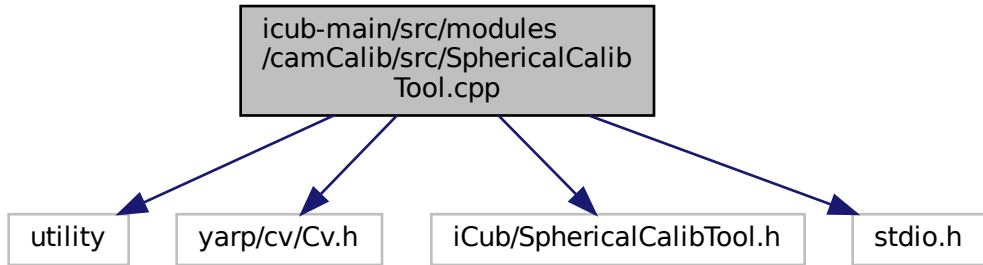 icub-main/src/modules
/camCalib/src/SphericalCalib
Tool.cpp
utility
yarp/cv/Cv.h
iCub/SphericalCalibTool.h
stdio.h